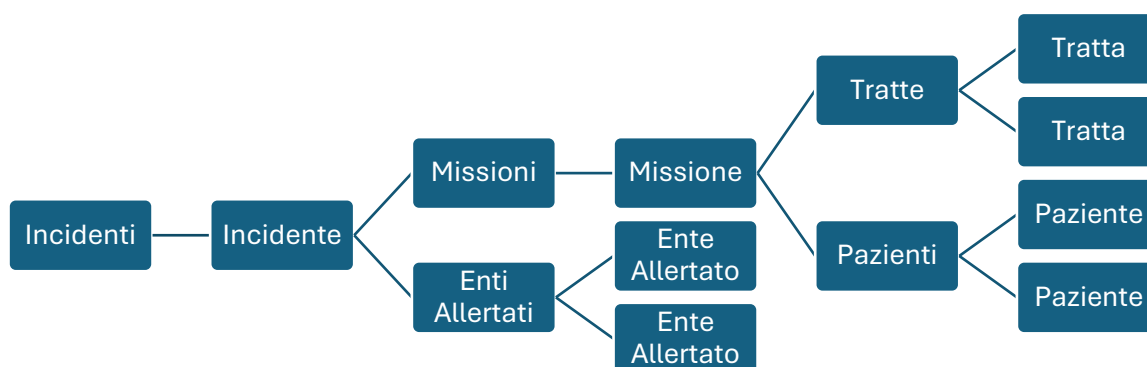 Incidenti
Incidente
Missioni
Enti
Allertati
Missione
Ente
Allertato
Ente
Allertato
Tratte
Pazienti
Tratta
Tratta
Paziente
Paziente